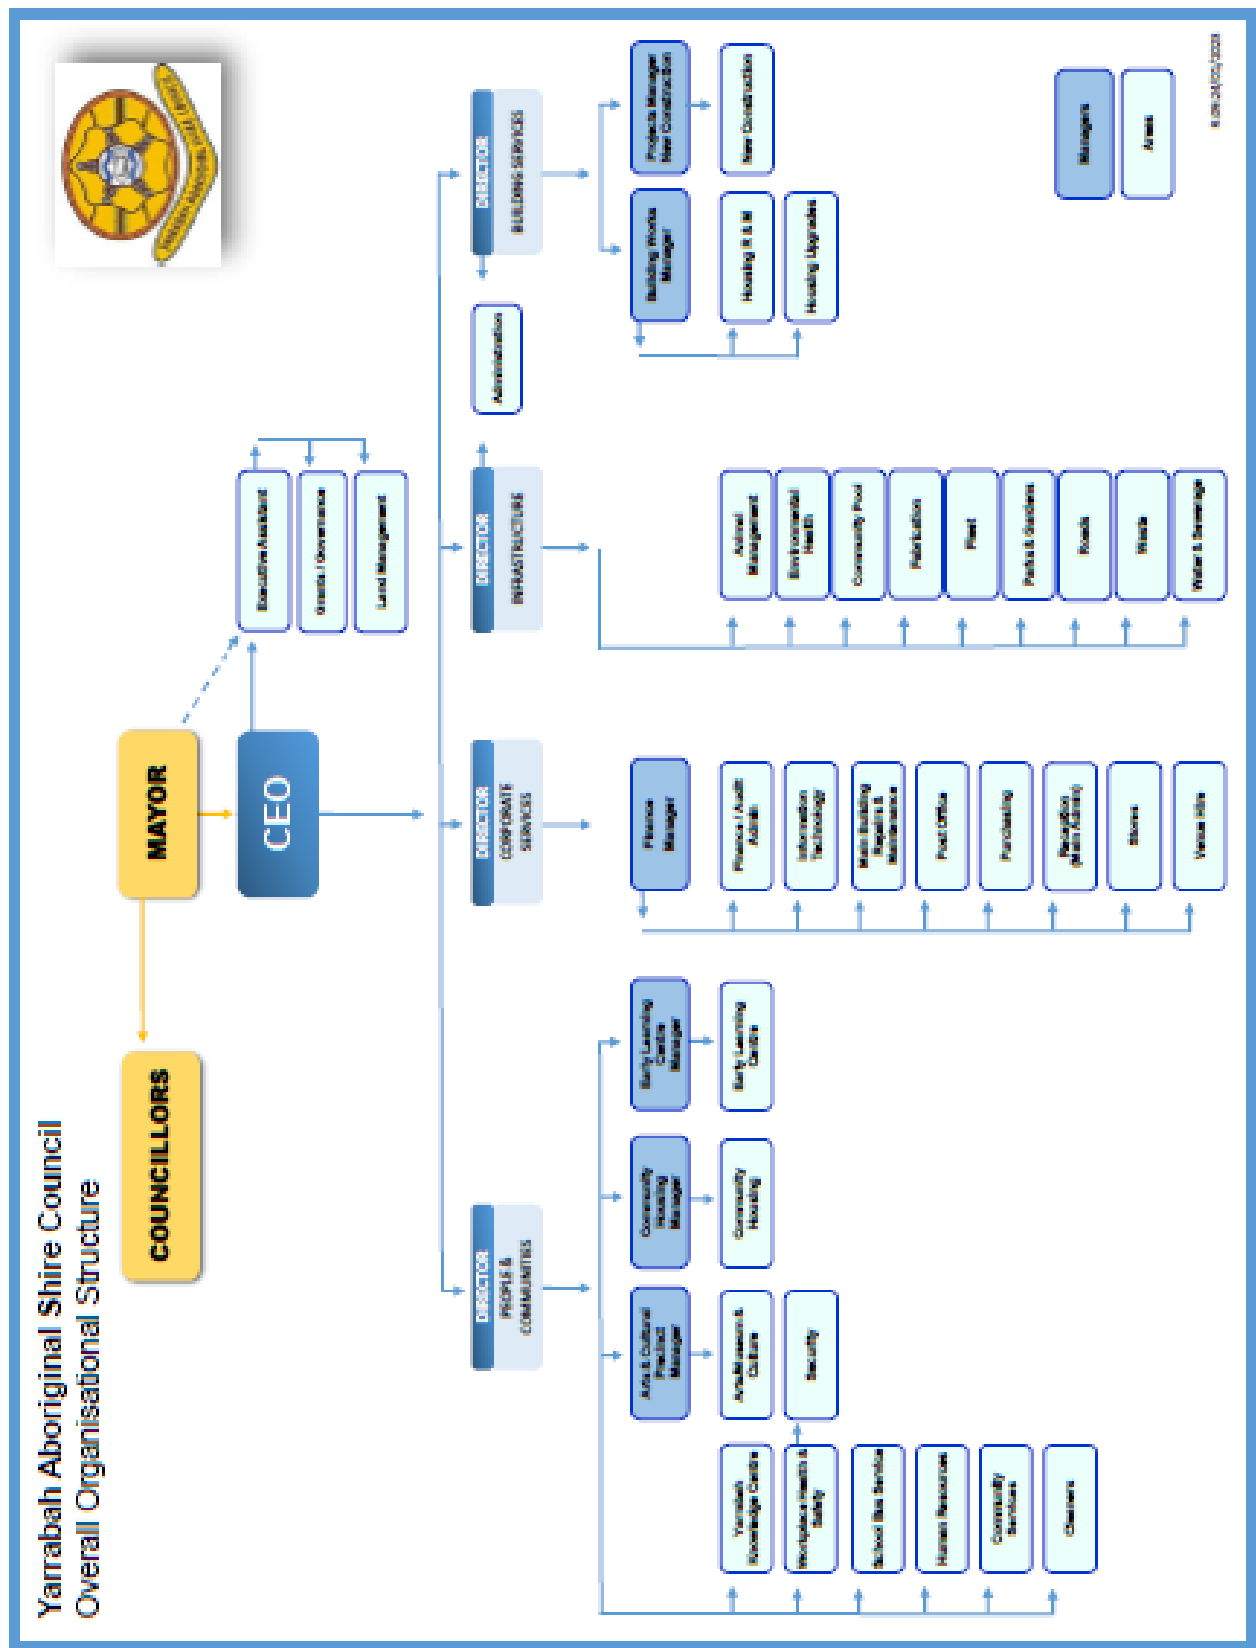 Yarrabah Aboriginal Shire Council
Overall Organisational Structure
MAYOR
COUNCILLORS
CEO
Executive Assistant
Grants / Governance
Land Management
DIRECTOR
PEOPLE &
COMMUNITIES
DIRECTOR
CORPORATE
SERVICES
DIRECTOR
INFRASTRUCTURE
Administration
DIRECTOR
BUILDING SERVICES
Arts & Cultural
Precinct
Manager
Community
Housing
Manager
Early Learning
Centre
Manager
Finance
Manager
Building Works
Manager
Projects Manager
New Construction
Yarrabah
Knowledge Centre
Workplace Health &
Safety
School Bus Service
Human Resources
Community
Services
Cleaners
Arts Museum &
Culture
Security
Community
Housing
Early Learning
Centre
Finance / Audit
Admin
Information
Technology
Main Building
Repairs &
Maintenance
Post Office
Purchasing
Reception
(Main Admin)
Stores
Venue Hire
Animal
Management
Environmental
Health
Community Pool
Fabrication
Fleet
Parks & Gardens
Roads
Waste
Water & Sewerage
Housing R & M
Housing Upgrades
New Construction
Managers
Areas